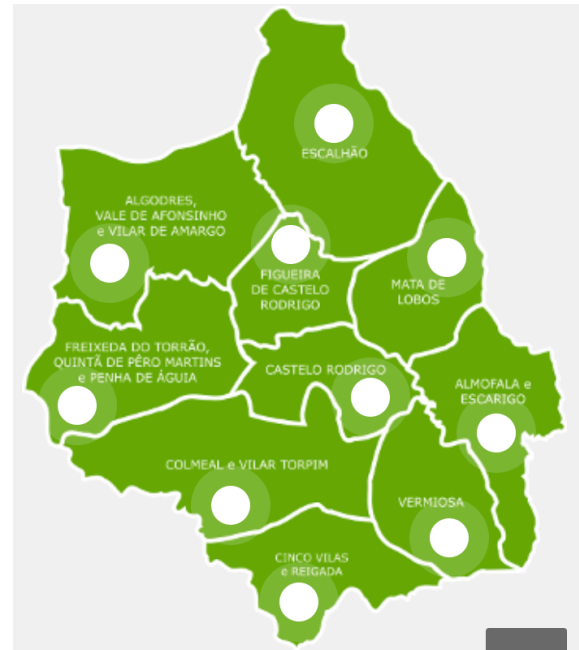 ESCALHÃO
ALGODRES,
VALE DE AFONSINHO
e VILAR DE AMARGO
FIGUEIRA
DE CASTELO
RODRIGO
MATA DE
LOBOS
FREIXEDA DO TORRÃO,
QUINTÃ DE PÊRO MARTINS
e PENHA DE ÁGUIA
CASTELO RODRIGO
ALMOFALA e
ESCARIGO
COLMEAL e VILAR TORPIM
VERMIOSA
CINCO VILAS
e REIGADA